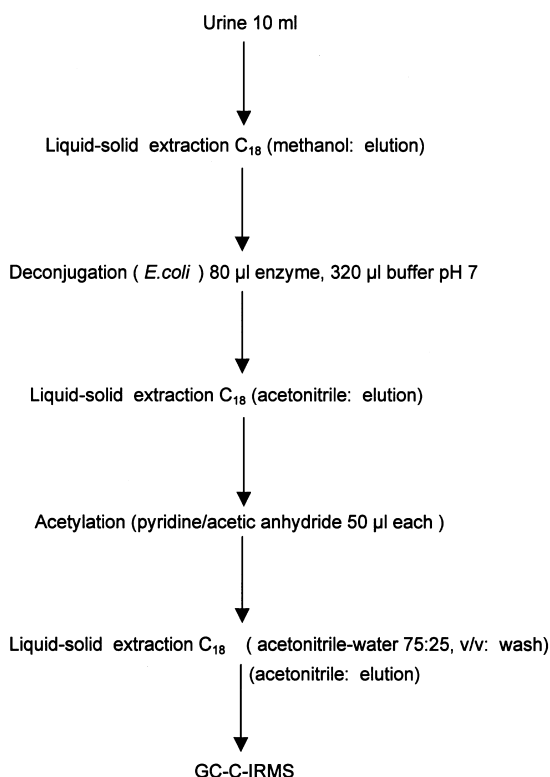 Urine 10 ml
Liquid-solid extraction C₁₈ (methanol: elution)
Deconjugation ( E.coli ) 80 µl enzyme, 320 µl buffer pH 7
Liquid-solid extraction C₁₈ (acetonitrile: elution)
Acetylation (pyridine/acetic anhydride 50 µl each )
Liquid-solid extraction C₁₈ ( acetonitrile-water 75:25, v/v: wash)
(acetonitrile: elution)
GC-C-IRMS